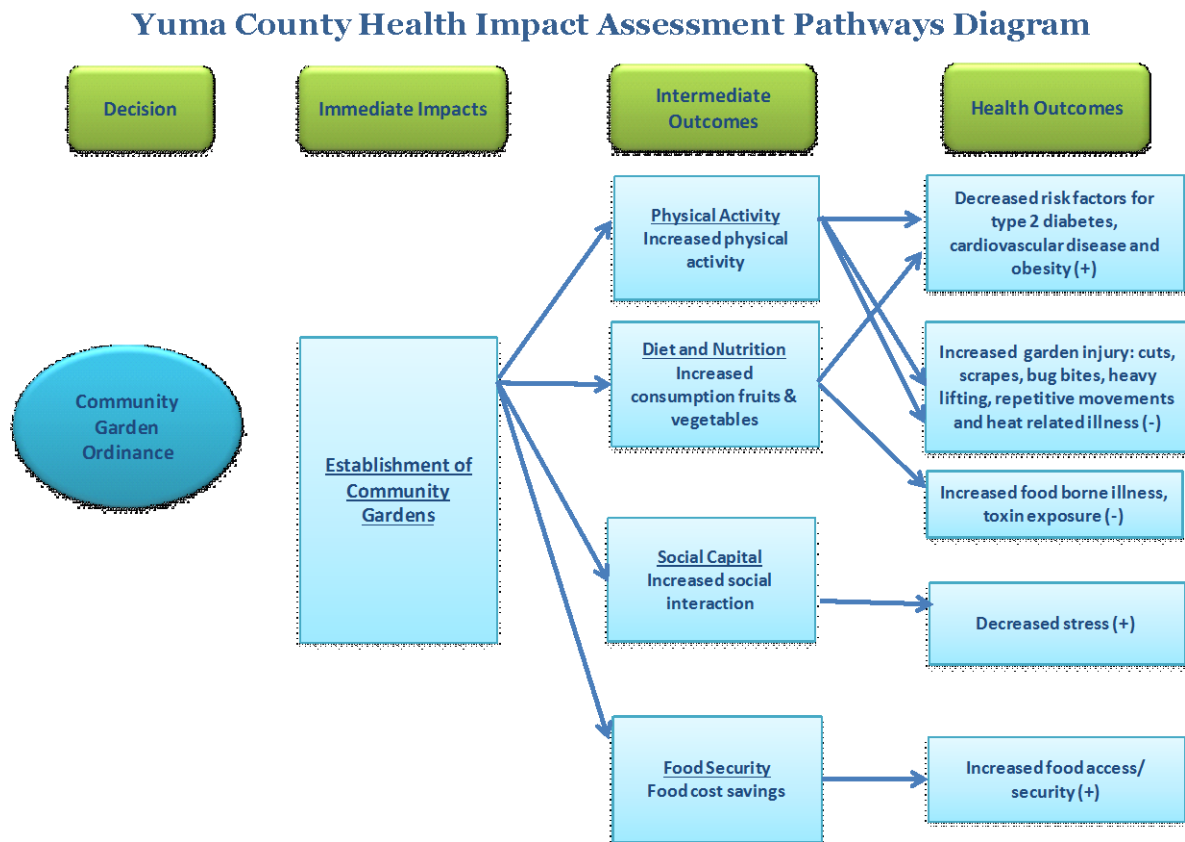 Yuma County Health Impact Assessment Pathways Diagram
Decision
Immediate Impacts
Intermediate
Outcomes
Health Outcomes
Community
Garden
Ordinance
Establishment of
Community
Gardens
Physical Activity
Increased physical
activity
Diet and Nutrition
Increased
consumption fruits &
vegetables
Social Capital
Increased social
interaction
Food Security
Food cost savings
Decreased risk factors for
type 2 diabetes,
cardiovascular disease and
obesity (+)
Increased garden injury: cuts,
scrapes, bug bites, heavy
lifting, repetitive movements
and heat related illness (-)
Increased food borne illness,
toxin exposure (-)
Decreased stress (+)
Increased food access/
security (+)